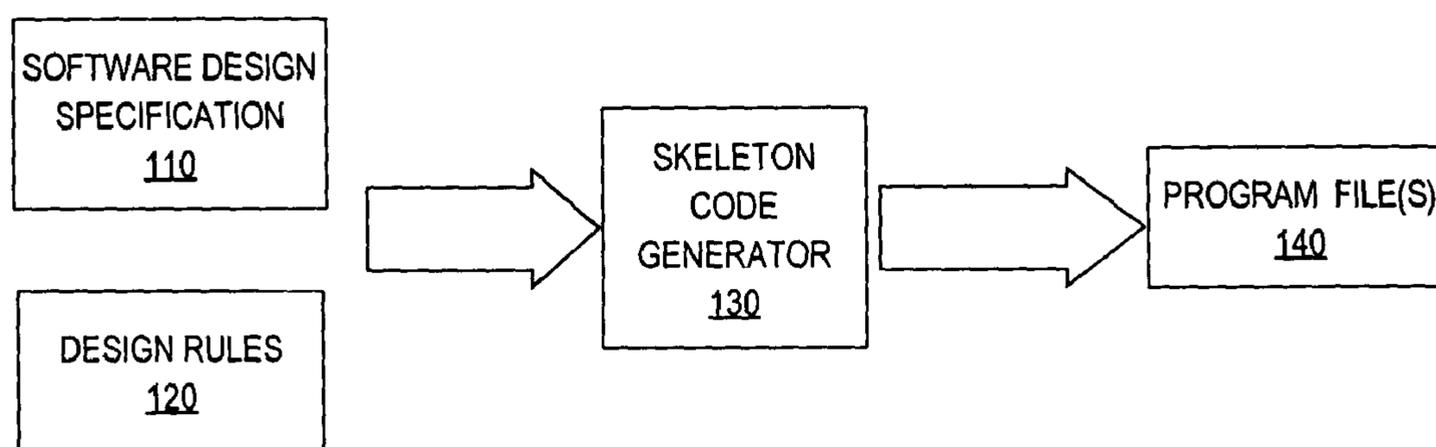 SOFTWARE DESIGN
SPECIFICATION
110
DESIGN RULES
120
SKELETON
CODE
GENERATOR
130
PROGRAM FILE(S)
140